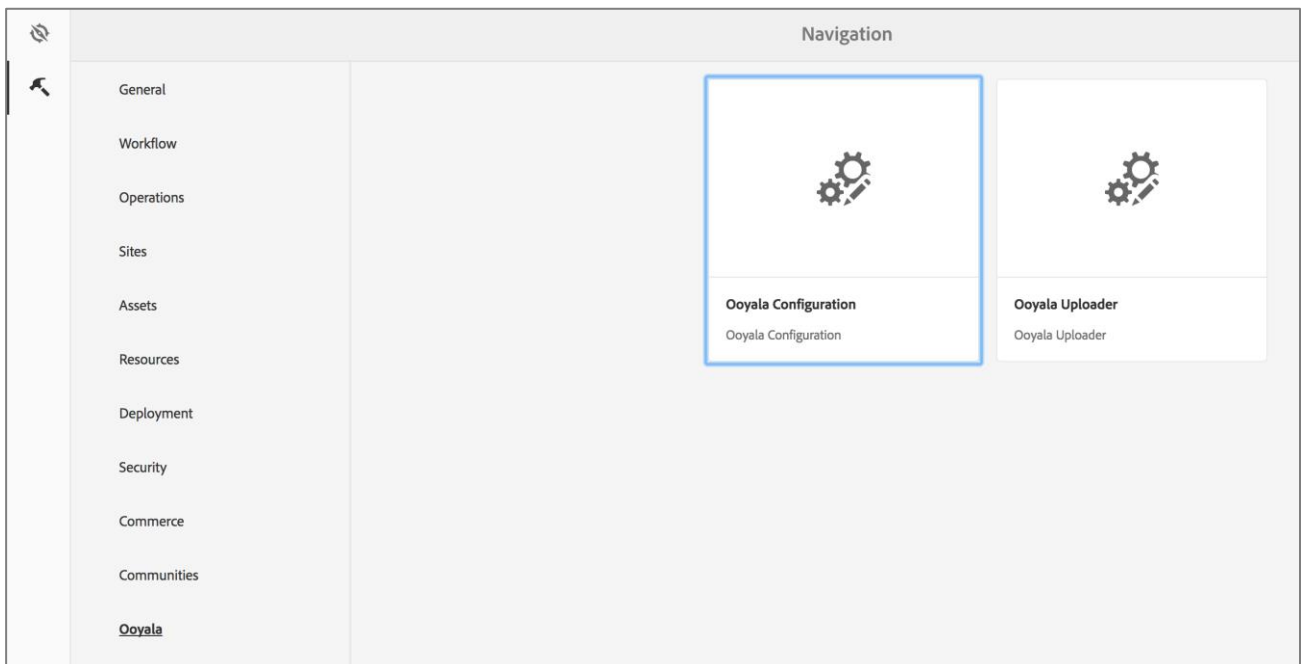 Navigation
General
Workflow
Operations
Sites
Assets
Resources
Deployment
Security
Commerce
Communities
Ooyala
Ooyala Configuration
Ooyala Configuration
Ooyala Uploader
Ooyala Uploader